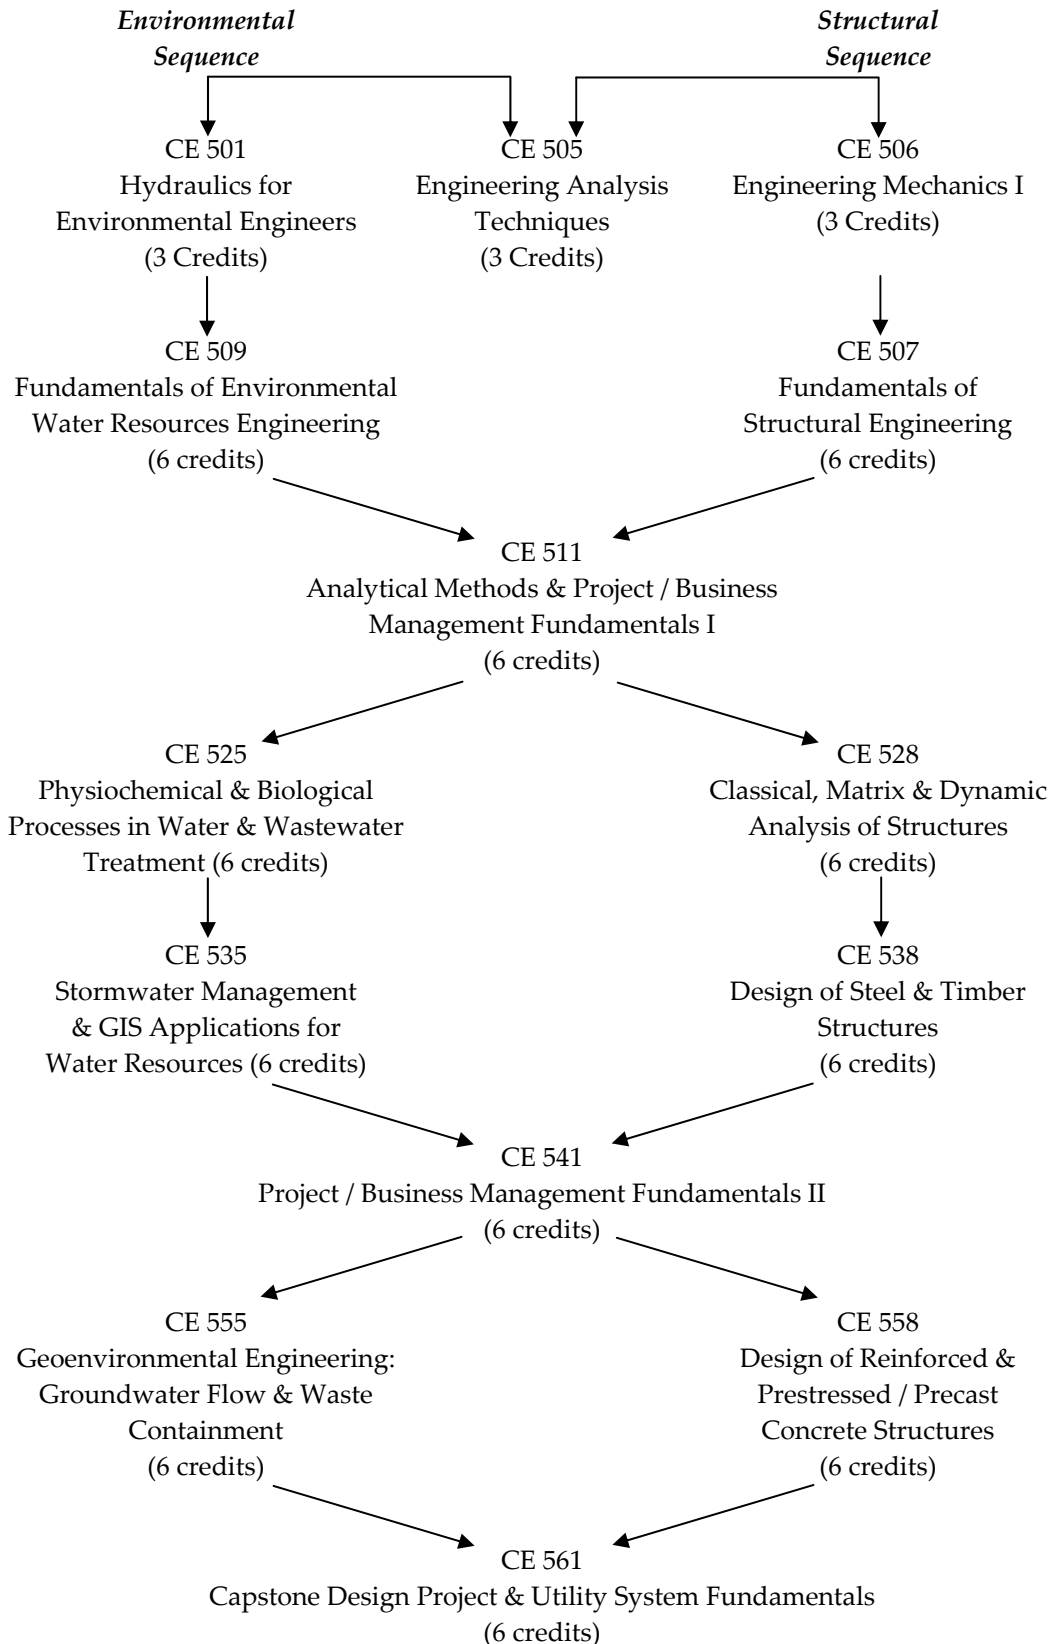 Environmental
Sequence
Structural
Sequence
CE 501
Hydraulics for
Environmental Engineers
(3 Credits)
CE 505
Engineering Analysis
Techniques
(3 Credits)
CE 506
Engineering Mechanics I
(3 Credits)
CE 509
Fundamentals of Environmental
Water Resources Engineering
(6 credits)
CE 507
Fundamentals of
Structural Engineering
(6 credits)
CE 511
Analytical Methods & Project / Business
Management Fundamentals I
(6 credits)
CE 525
Physiochemical & Biological
Processes in Water & Wastewater
Treatment (6 credits)
CE 528
Classical, Matrix & Dynamic
Analysis of Structures
(6 credits)
CE 535
Stormwater Management
& GIS Applications for
Water Resources (6 credits)
CE 538
Design of Steel & Timber
Structures
(6 credits)
CE 541
Project / Business Management Fundamentals II
(6 credits)
CE 555
Geoenvironmental Engineering:
Groundwater Flow & Waste
Containment
(6 credits)
CE 558
Design of Reinforced &
Prestressed / Precast
Concrete Structures
(6 credits)
CE 561
Capstone Design Project & Utility System Fundamentals
(6 credits)